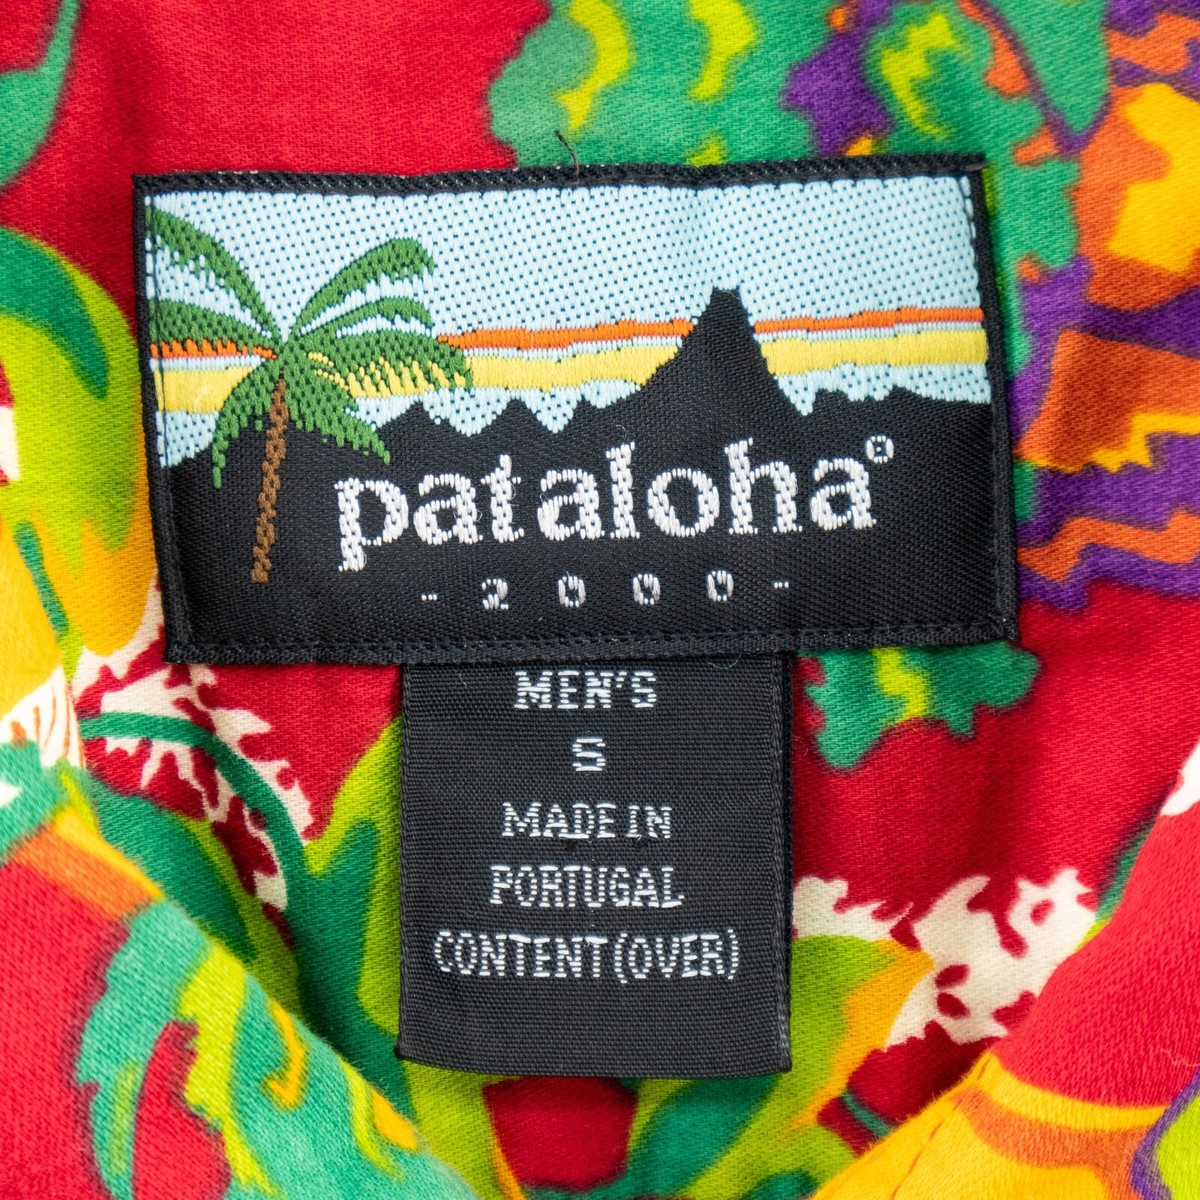 pataloha®
- 2000 -
MEN'S
S
MADE IN
PORTUGAL
CONTENT (OVER)